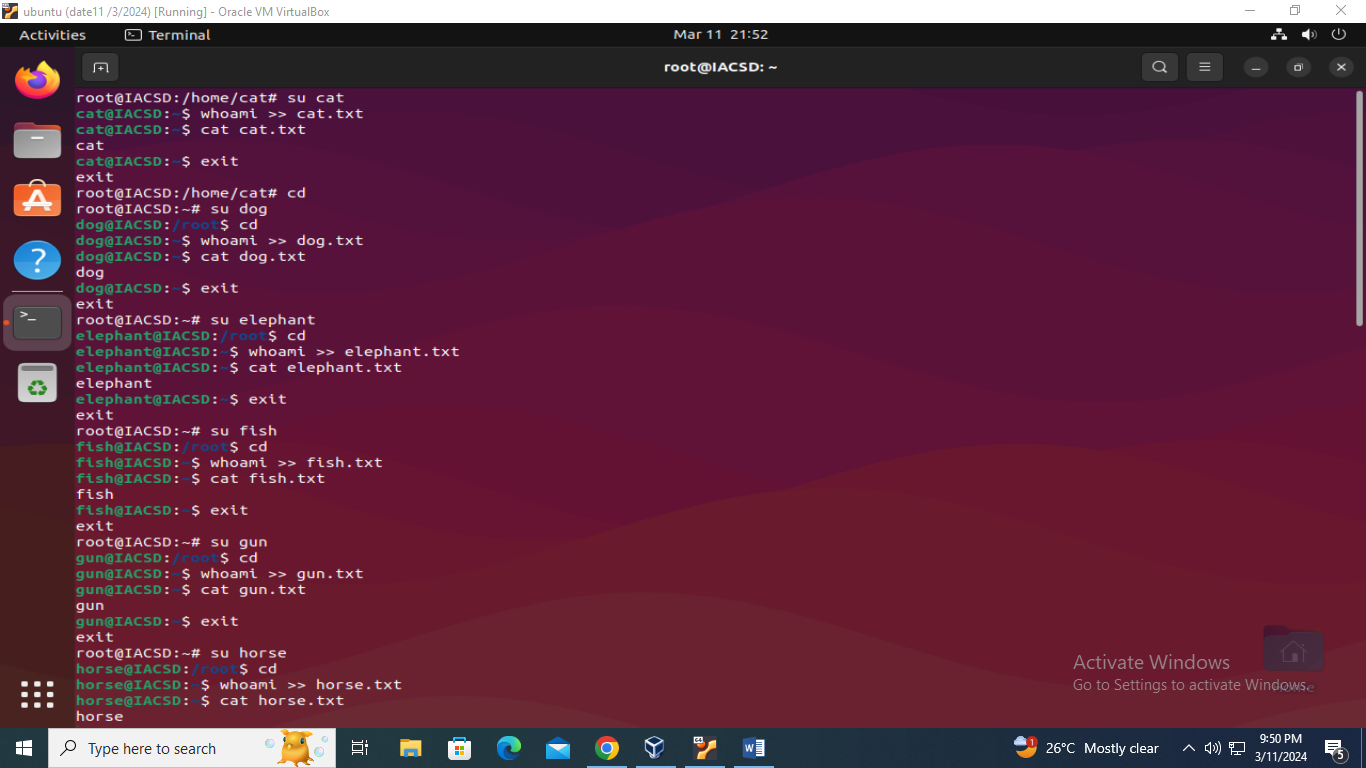 ubuntu (date11 /3/2024) [Running] - Oracle VM VirtualBox
Activities Terminal Mar 11 21:52
root@IACSD: ~
root@IACSD:/home/cat# su cat
cat@IACSD:~$ whoami >> cat.txt
cat@IACSD:~$ cat cat.txt
cat
cat@IACSD:~$ exit
exit
root@IACSD:/home/cat# cd
root@IACSD:~# su dog
dog@IACSD:/root$ cd
dog@IACSD:~$ whoami >> dog.txt
dog@IACSD:~$ cat dog.txt
dog
dog@IACSD:~$ exit
exit
root@IACSD:~# su elephant
elephant@IACSD:/root$ cd
elephant@IACSD:~$ whoami >> elephant.txt
elephant@IACSD:~$ cat elephant.txt
elephant
elephant@IACSD:~$ exit
exit
root@IACSD:~# su fish
fish@IACSD:/root$ cd
fish@IACSD:~$ whoami >> fish.txt
fish@IACSD:~$ cat fish.txt
fish
fish@IACSD:~$ exit
exit
root@IACSD:~# su gun
gun@IACSD:/root$ cd
gun@IACSD:~$ whoami >> gun.txt
gun@IACSD:~$ cat gun.txt
gun
gun@IACSD:~$ exit
exit
root@IACSD:~# su horse
horse@IACSD:/root$ cd
horse@IACSD:~$ whoami >> horse.txt
horse@IACSD:~$ cat horse.txt
horse
Activate Windows
Go to Settings to activate Windows.
Home
Type here to search
1
26°C Mostly clear
9:50 PM
3/11/2024
5